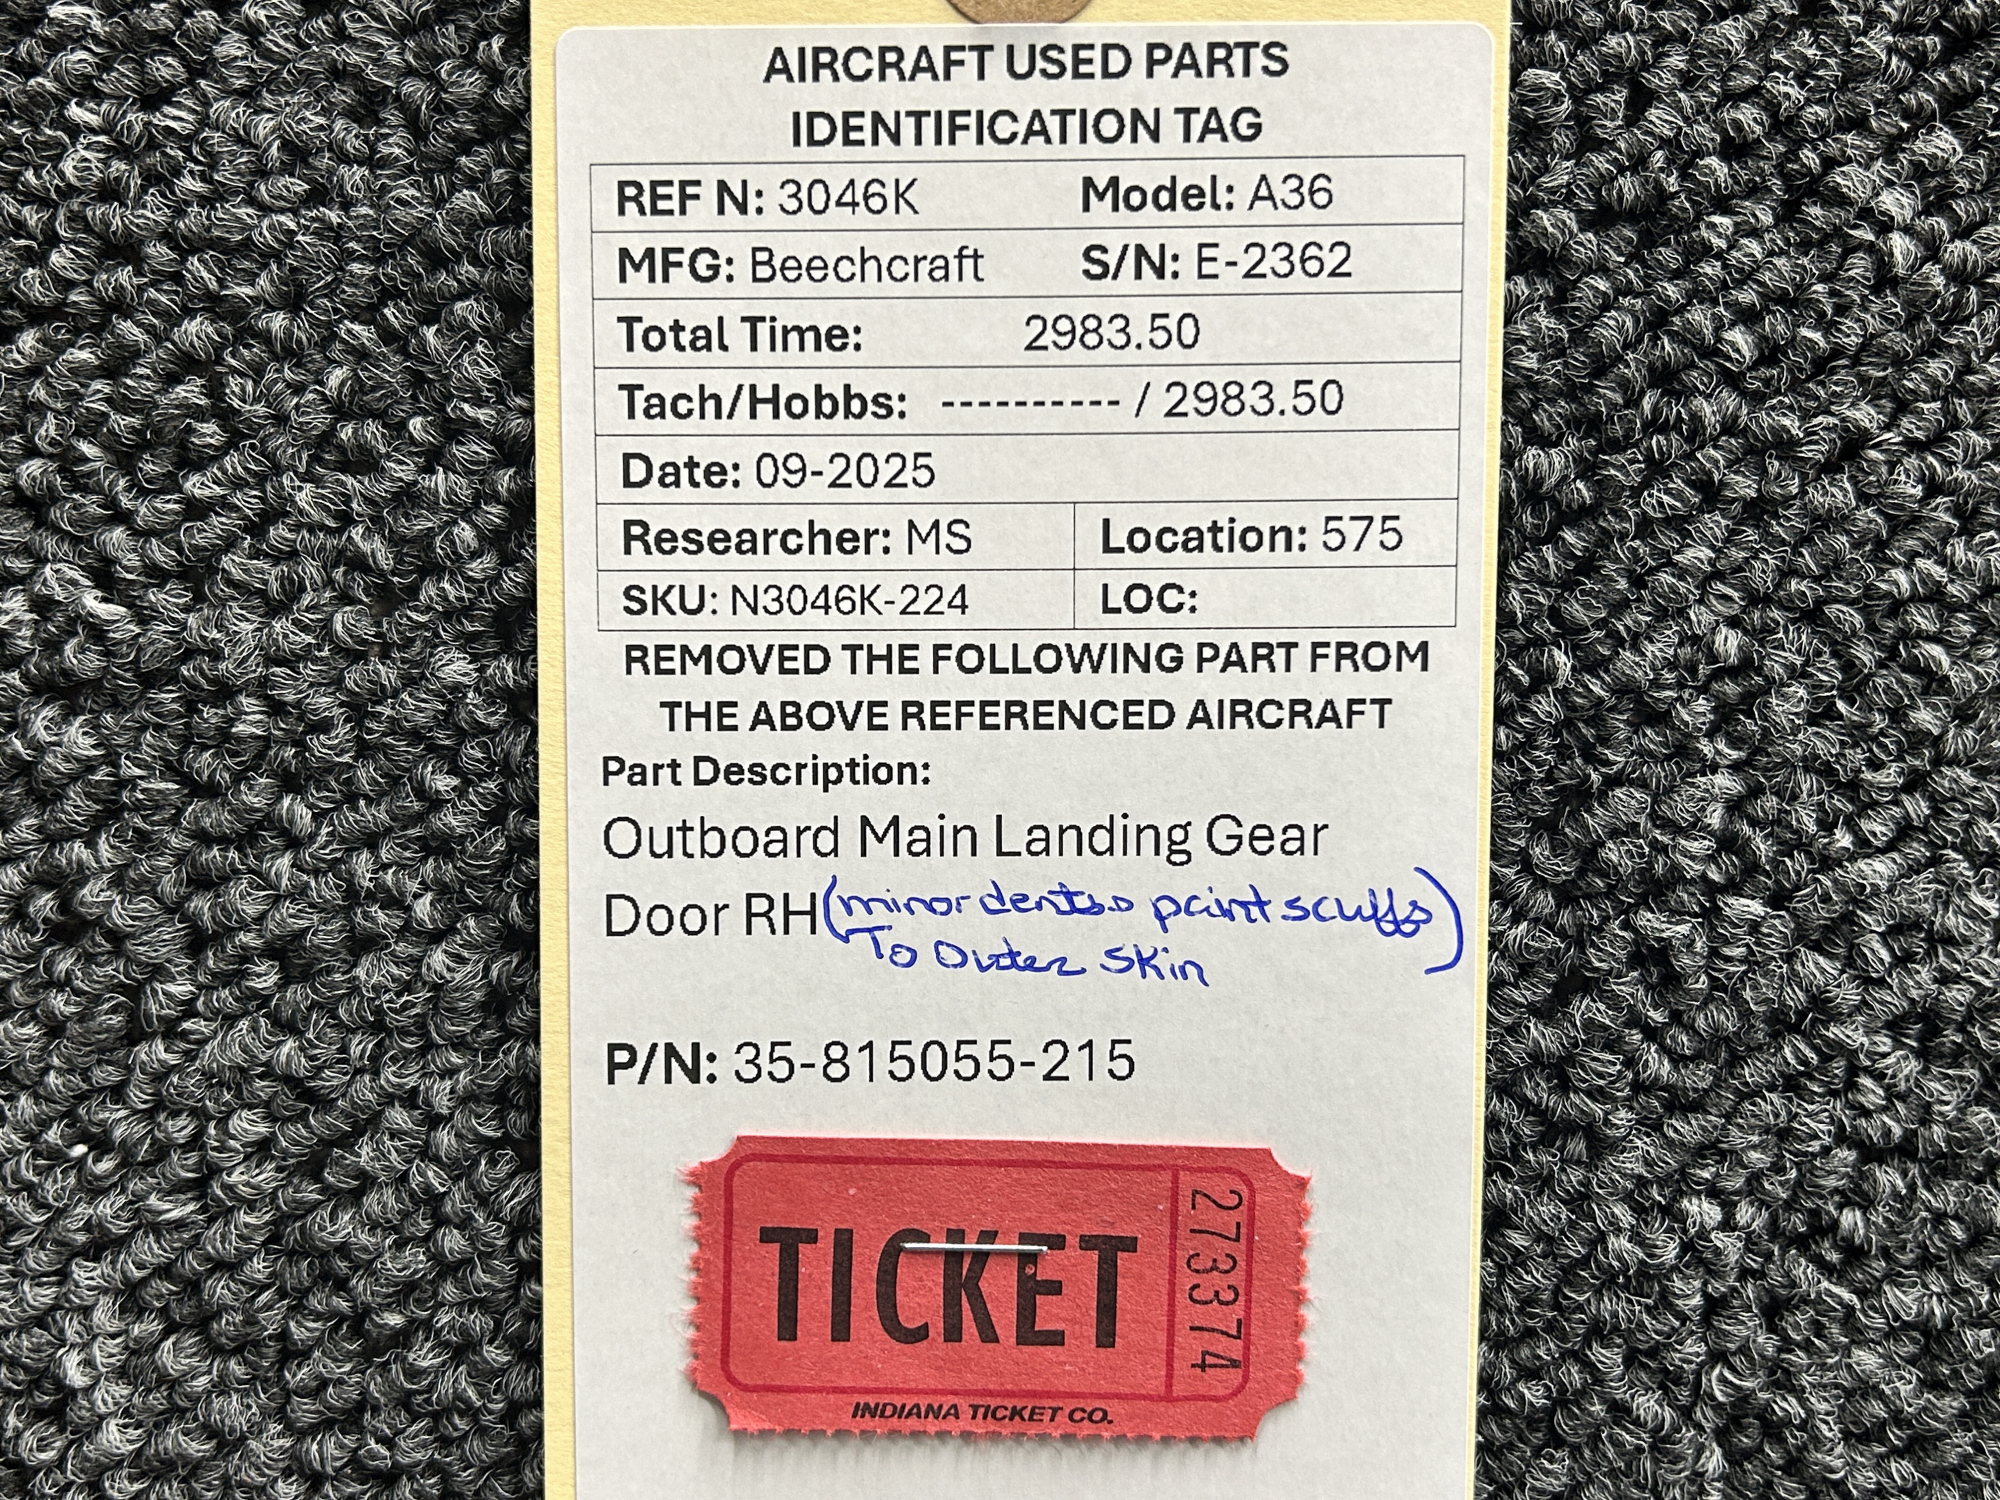 AIRCRAFT USED PARTS
IDENTIFICATION TAG
REF N: 3046K Model: A36
MFG: Beechcraft S/N: E-2362
Total Time: 2983.50
Tach/Hobbs: ---------- / 2983.50
Date: 09-2025
Researcher: MS Location: 575
SKU: N3046K-224 LOC:
REMOVED THE FOLLOWING PART FROM
THE ABOVE REFERENCED AIRCRAFT
Part Description:
Outboard Main Landing Gear
Door RH (minor dents paint scuffs)
To Outer Skin
P/N: 35-815055-215
TICKET
273374
INDIANA TICKET CO.